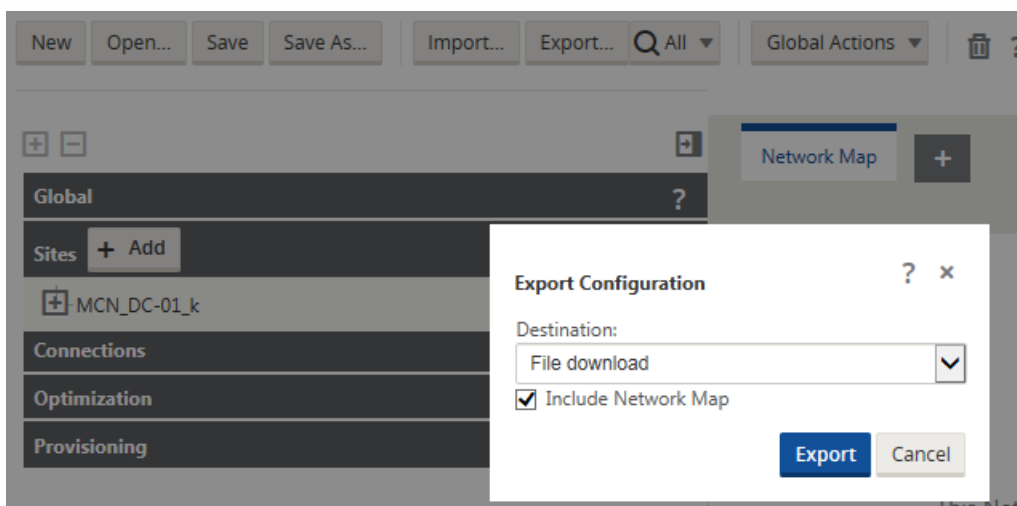 New Open... Save Save As... Import... Export... All Global Actions ?
Network Map +
Global ?
Sites + Add
MCN_DC-01_k
Connections
Optimization
Provisioning
Export Configuration ? ×
Destination:
File download
Include Network Map
Export Cancel